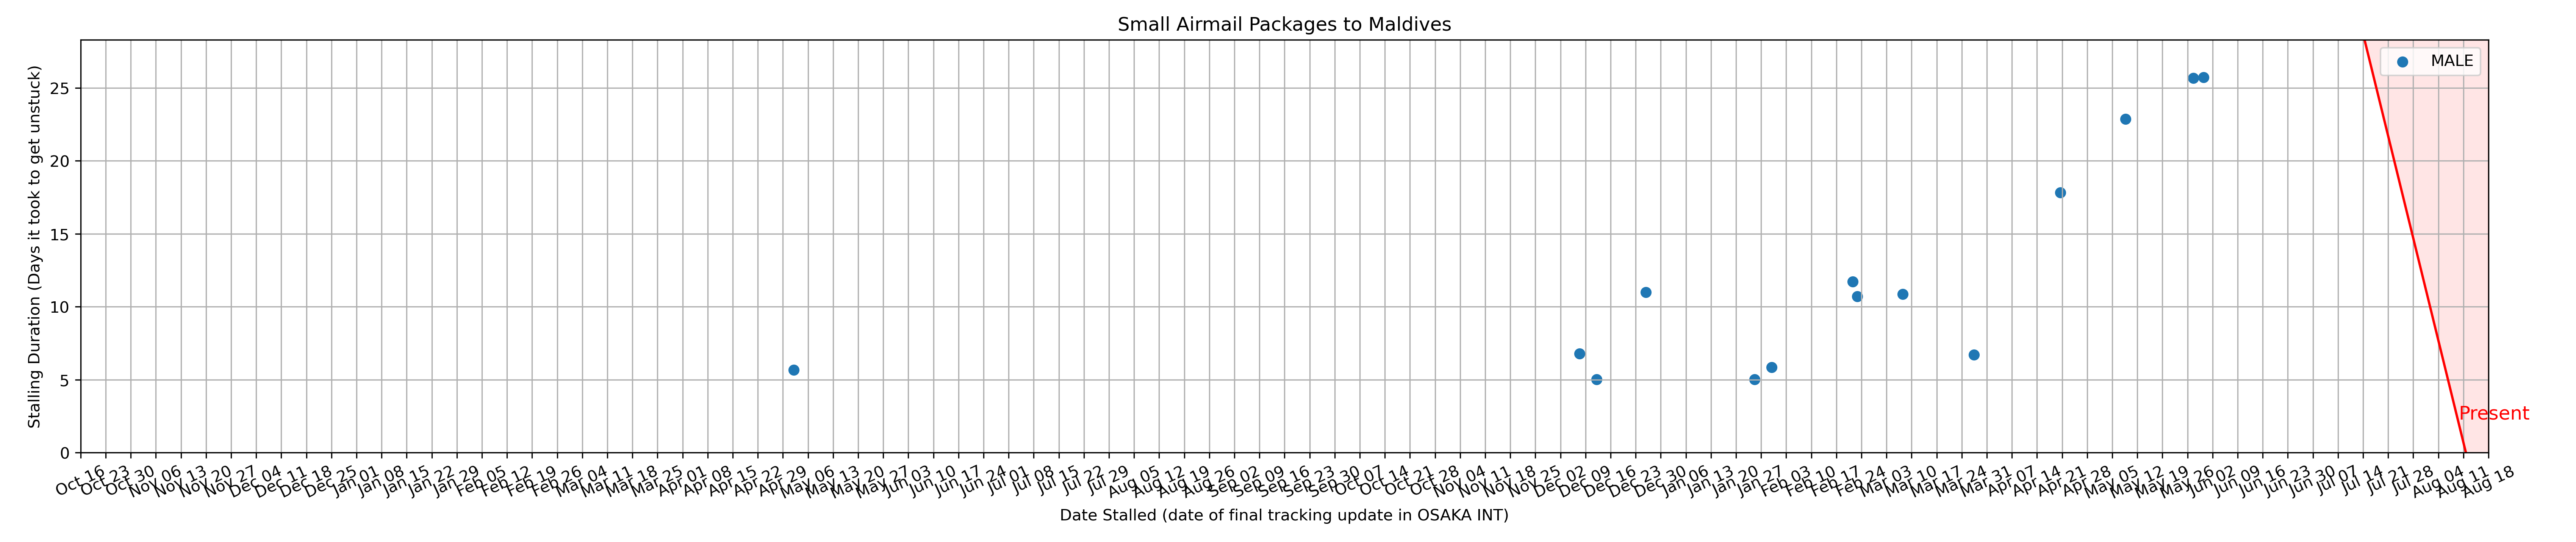 Small Airmail Packages to Maldives
MALE
Stalling Duration (Days it took to get unstuck)
25
20
15
10
5
0
Present
Oct 16 Oct 23 Oct 30 Nov 06 Nov 13 Nov 20 Nov 27 Dec 04 Dec 11 Dec 18 Dec 25 Jan 01 Jan 08 Jan 15 Jan 22 Jan 29 Feb 05 Feb 12 Feb 19 Feb 26 Mar 04 Mar 11 Mar 18 Mar 25 Apr 01 Apr 08 Apr 15 Apr 22 Apr 29 May 06 May 13 May 20 May 27 Jun 03 Jun 10 Jun 17 Jun 24 Jul 01 Jul 08 Jul 15 Jul 22 Jul 29 Aug 05 Aug 12 Aug 19 Aug 26 Sep 02 Sep 09 Sep 16 Sep 23 Sep 30 Oct 07 Oct 14 Oct 21 Oct 28 Nov 04 Nov 11 Nov 18 Nov 25 Dec 02 Dec 09 Dec 16 Dec 23 Dec 30 Jan 06 Jan 13 Jan 20 Jan 27 Feb 03 Feb 10 Feb 17 Feb 24 Mar 03 Mar 10 Mar 17 Mar 24 Mar 31 Apr 07 Apr 14 Apr 21 Apr 28 May 05 May 12 May 19 May 26 Jun 02 Jun 09 Jun 16 Jun 23 Jun 30 Jul 07 Jul 14 Jul 21 Jul 28 Aug 04 Aug 11 Aug 18
Date Stalled (date of final tracking update in OSAKA INT)